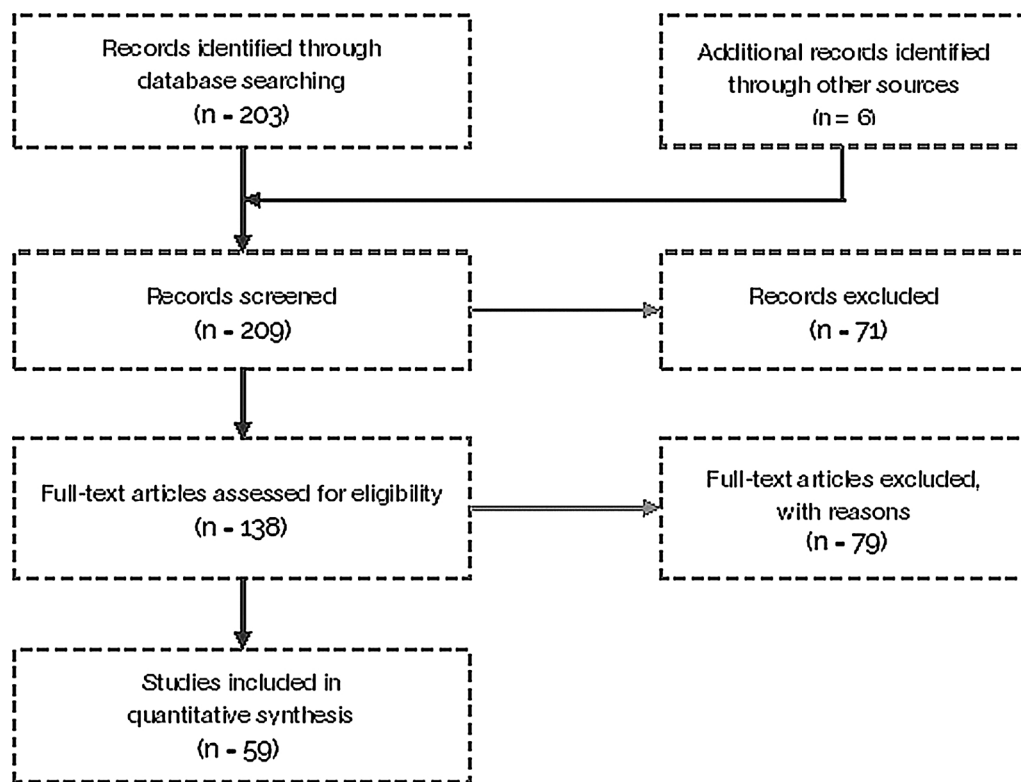 Records identified through
database searching
(n - 203)
Additional records identified
through other sources
(n = 6)
Records screened
(n - 209)
Records excluded
(n - 71)
Full-text articles assessed for eligibility
(n - 138)
Full-text articles excluded,
with reasons
(n - 79)
Studies included in
quantitative synthesis
(n - 59)